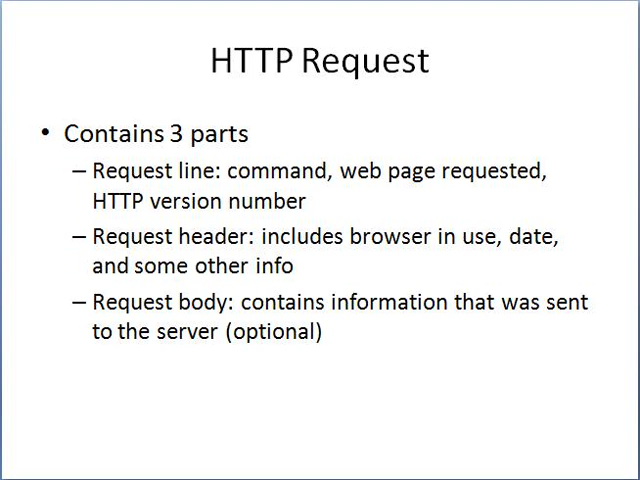 HTTP Request
• Contains 3 parts
– Request line: command, web page requested,
HTTP version number
– Request header: includes browser in use, date,
and some other info
– Request body: contains information that was sent
to the server (optional)